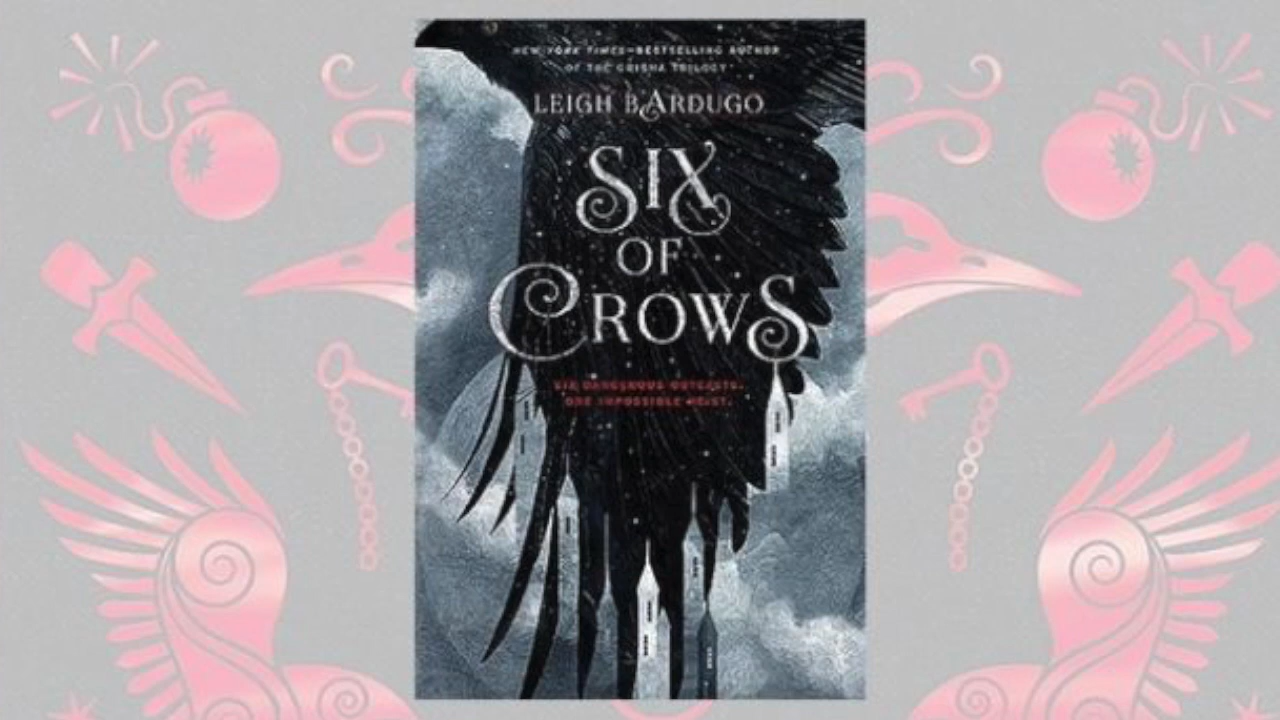 NEW YORK TIMES–BESTSELLING AUTHOR
OF THE GRISHA TRILOGY
LEIGH BARDUGO
SIX
OF
CROWS
SIX DANGEROUS OUTCASTS.
ONE IMPOSSIBLE HEIST.